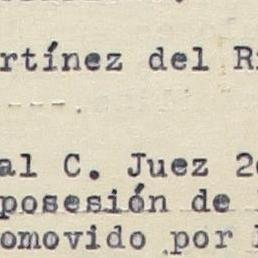 rtínez del R
---.
al C. Juez 2
posesión de
omovido por